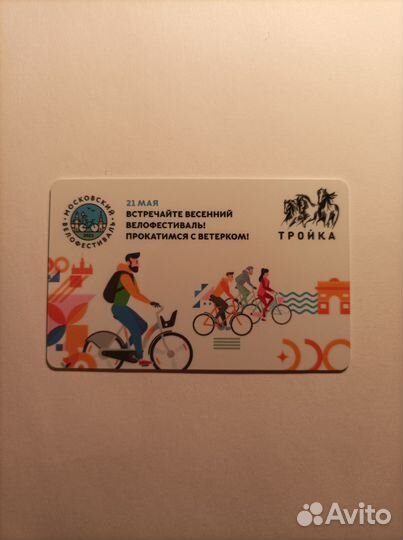 МОСКОВСКИЙ
ВЕЛОФЕСТИВАЛЬ
21 МАЯ
ВСТРЕЧАЙТЕ ВЕСЕННИЙ
ВЕЛОФЕСТИВАЛЬ!
ПРОКАТИМСЯ С ВЕТЕРКОМ!
ТРОЙКА
Avito